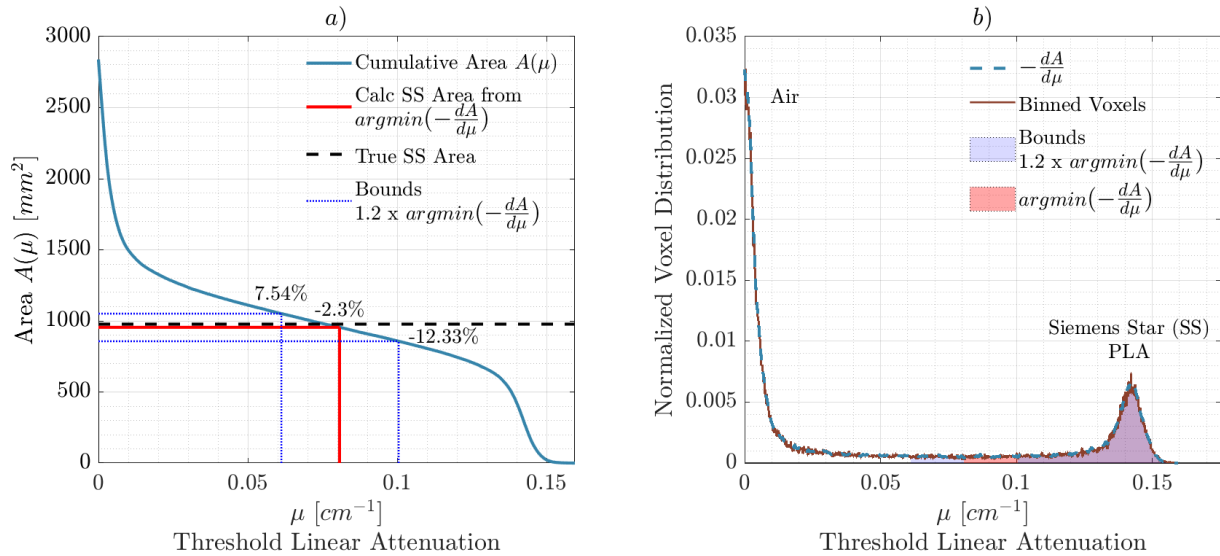 a)
3000
2500
2000
1500
1000
500
0
Area A(μ) [mm²]
Cumulative Area A(μ)
Calc SS Area from
argmin(−dA/dμ)
True SS Area
Bounds
1.2 x argmin(−dA/dμ)
7.54%
-2.3%
-12.33%
0 0.05 0.1 0.15
μ [cm⁻¹]
Threshold Linear Attenuation
b)
0.035
0.03
0.025
0.02
0.015
0.01
0.005
0
Normalized Voxel Distribution
Air
−dA/dμ
Binned Voxels
Bounds
1.2 x argmin(−dA/dμ)
argmin(−dA/dμ)
Siemens Star (SS)
PLA
0 0.05 0.1 0.15
μ [cm⁻¹]
Threshold Linear Attenuation